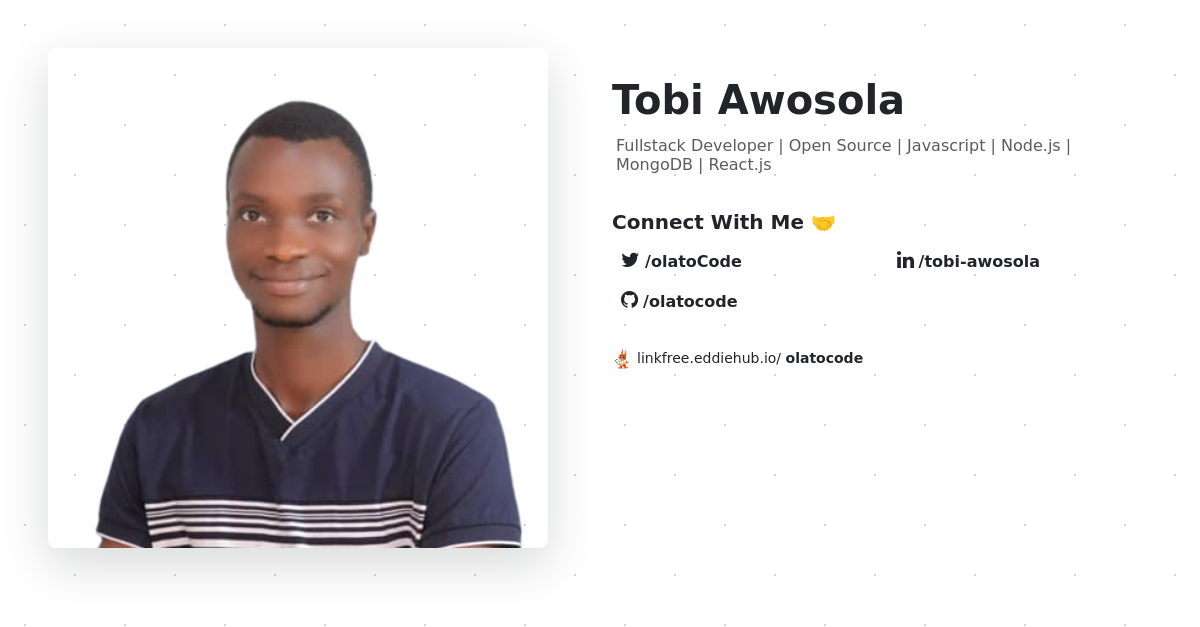 Tobi Awosola
Fullstack Developer | Open Source | Javascript | Node.js |
MongoDB | React.js
Connect With Me 🤝
/olatoCode
/tobi-awosola
/olatocode
linkfree.eddiehub.io/ olatocode